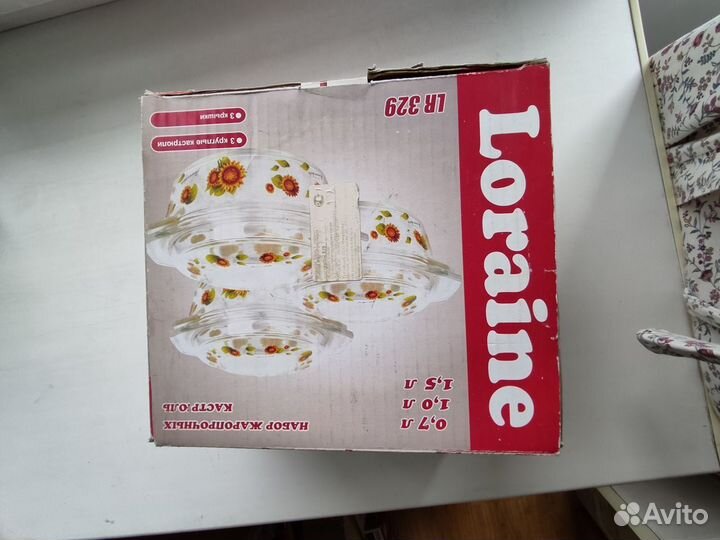 Loraine
LR 329
НАБОР ЖАРОПРОЧНЫХ
КАСТРЮЛЬ
0,7 л
1,0 л
1,5 л
3 круглые кастрюли
3 крышки
Avito